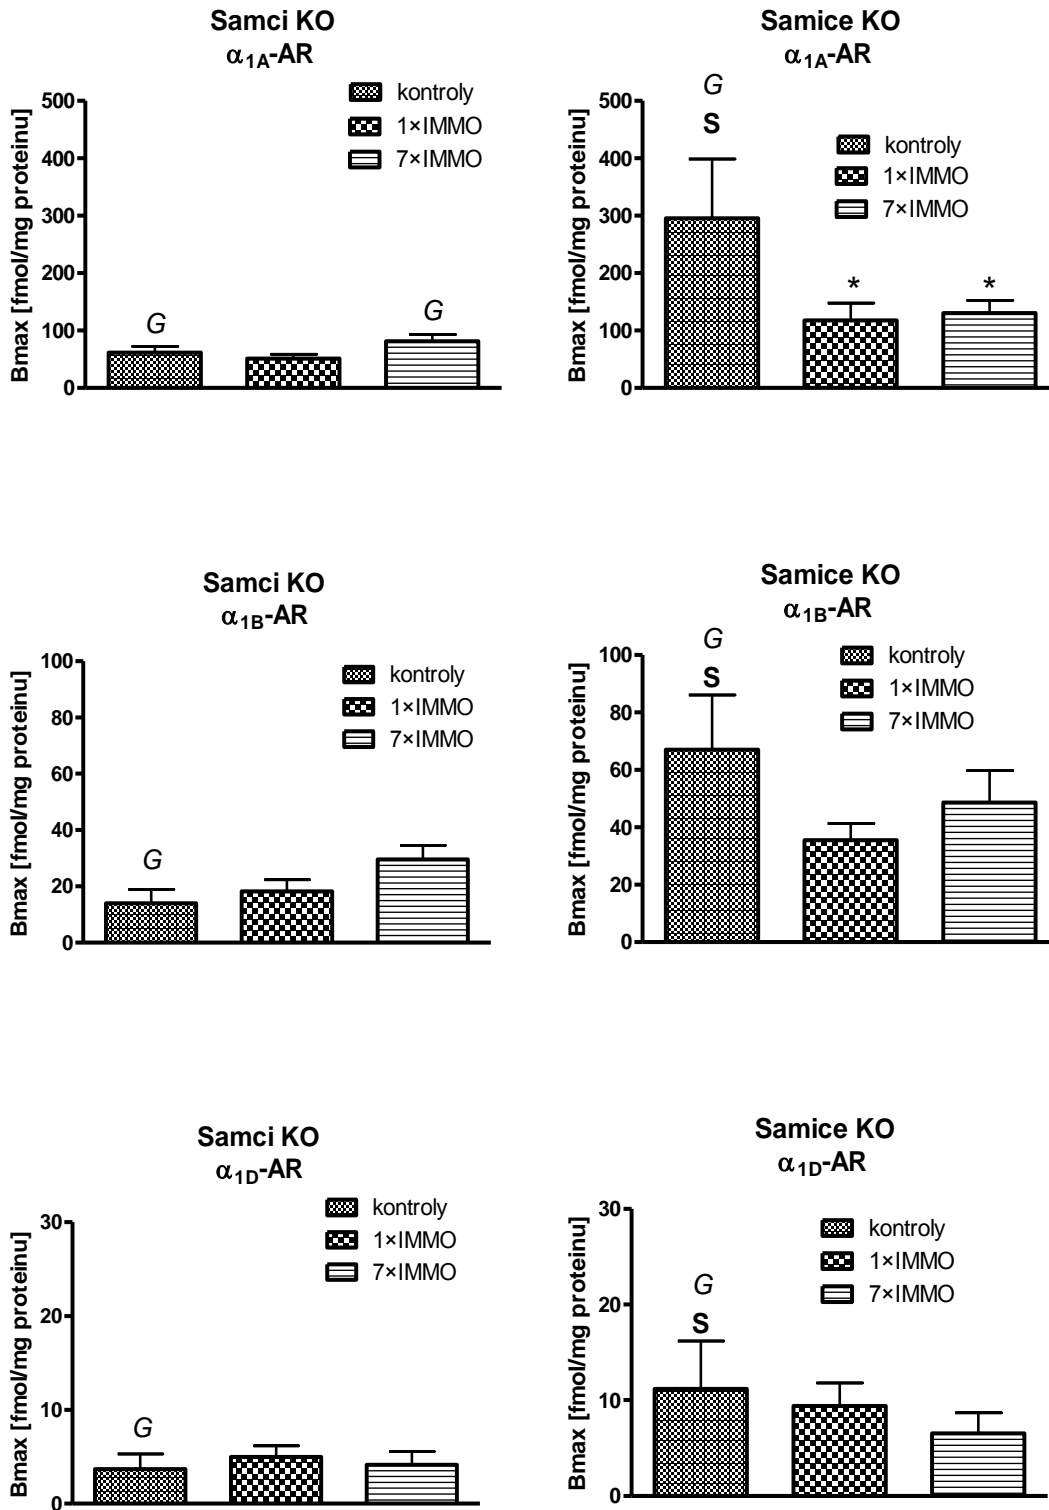 Samci KO
α1A-AR
kontroly
1×IMMO
7×IMMO
Bmax [fmol/mg proteinu]
500
400
300
200
100
0
G
G
Samice KO
α1A-AR
G
S
kontroly
1×IMMO
7×IMMO
Bmax [fmol/mg proteinu]
500
400
300
200
100
0
*
*
Samci KO
α1B-AR
kontroly
1×IMMO
7×IMMO
Bmax [fmol/mg proteinu]
100
80
60
40
20
0
G
Samice KO
α1B-AR
G
S
kontroly
1×IMMO
7×IMMO
Bmax [fmol/mg proteinu]
100
80
60
40
20
0
Samci KO
α1D-AR
kontroly
1×IMMO
7×IMMO
Bmax [fmol/mg proteinu]
30
20
10
0
G
Samice KO
α1D-AR
kontroly
1×IMMO
7×IMMO
Bmax [fmol/mg proteinu]
30
20
10
0
G
S